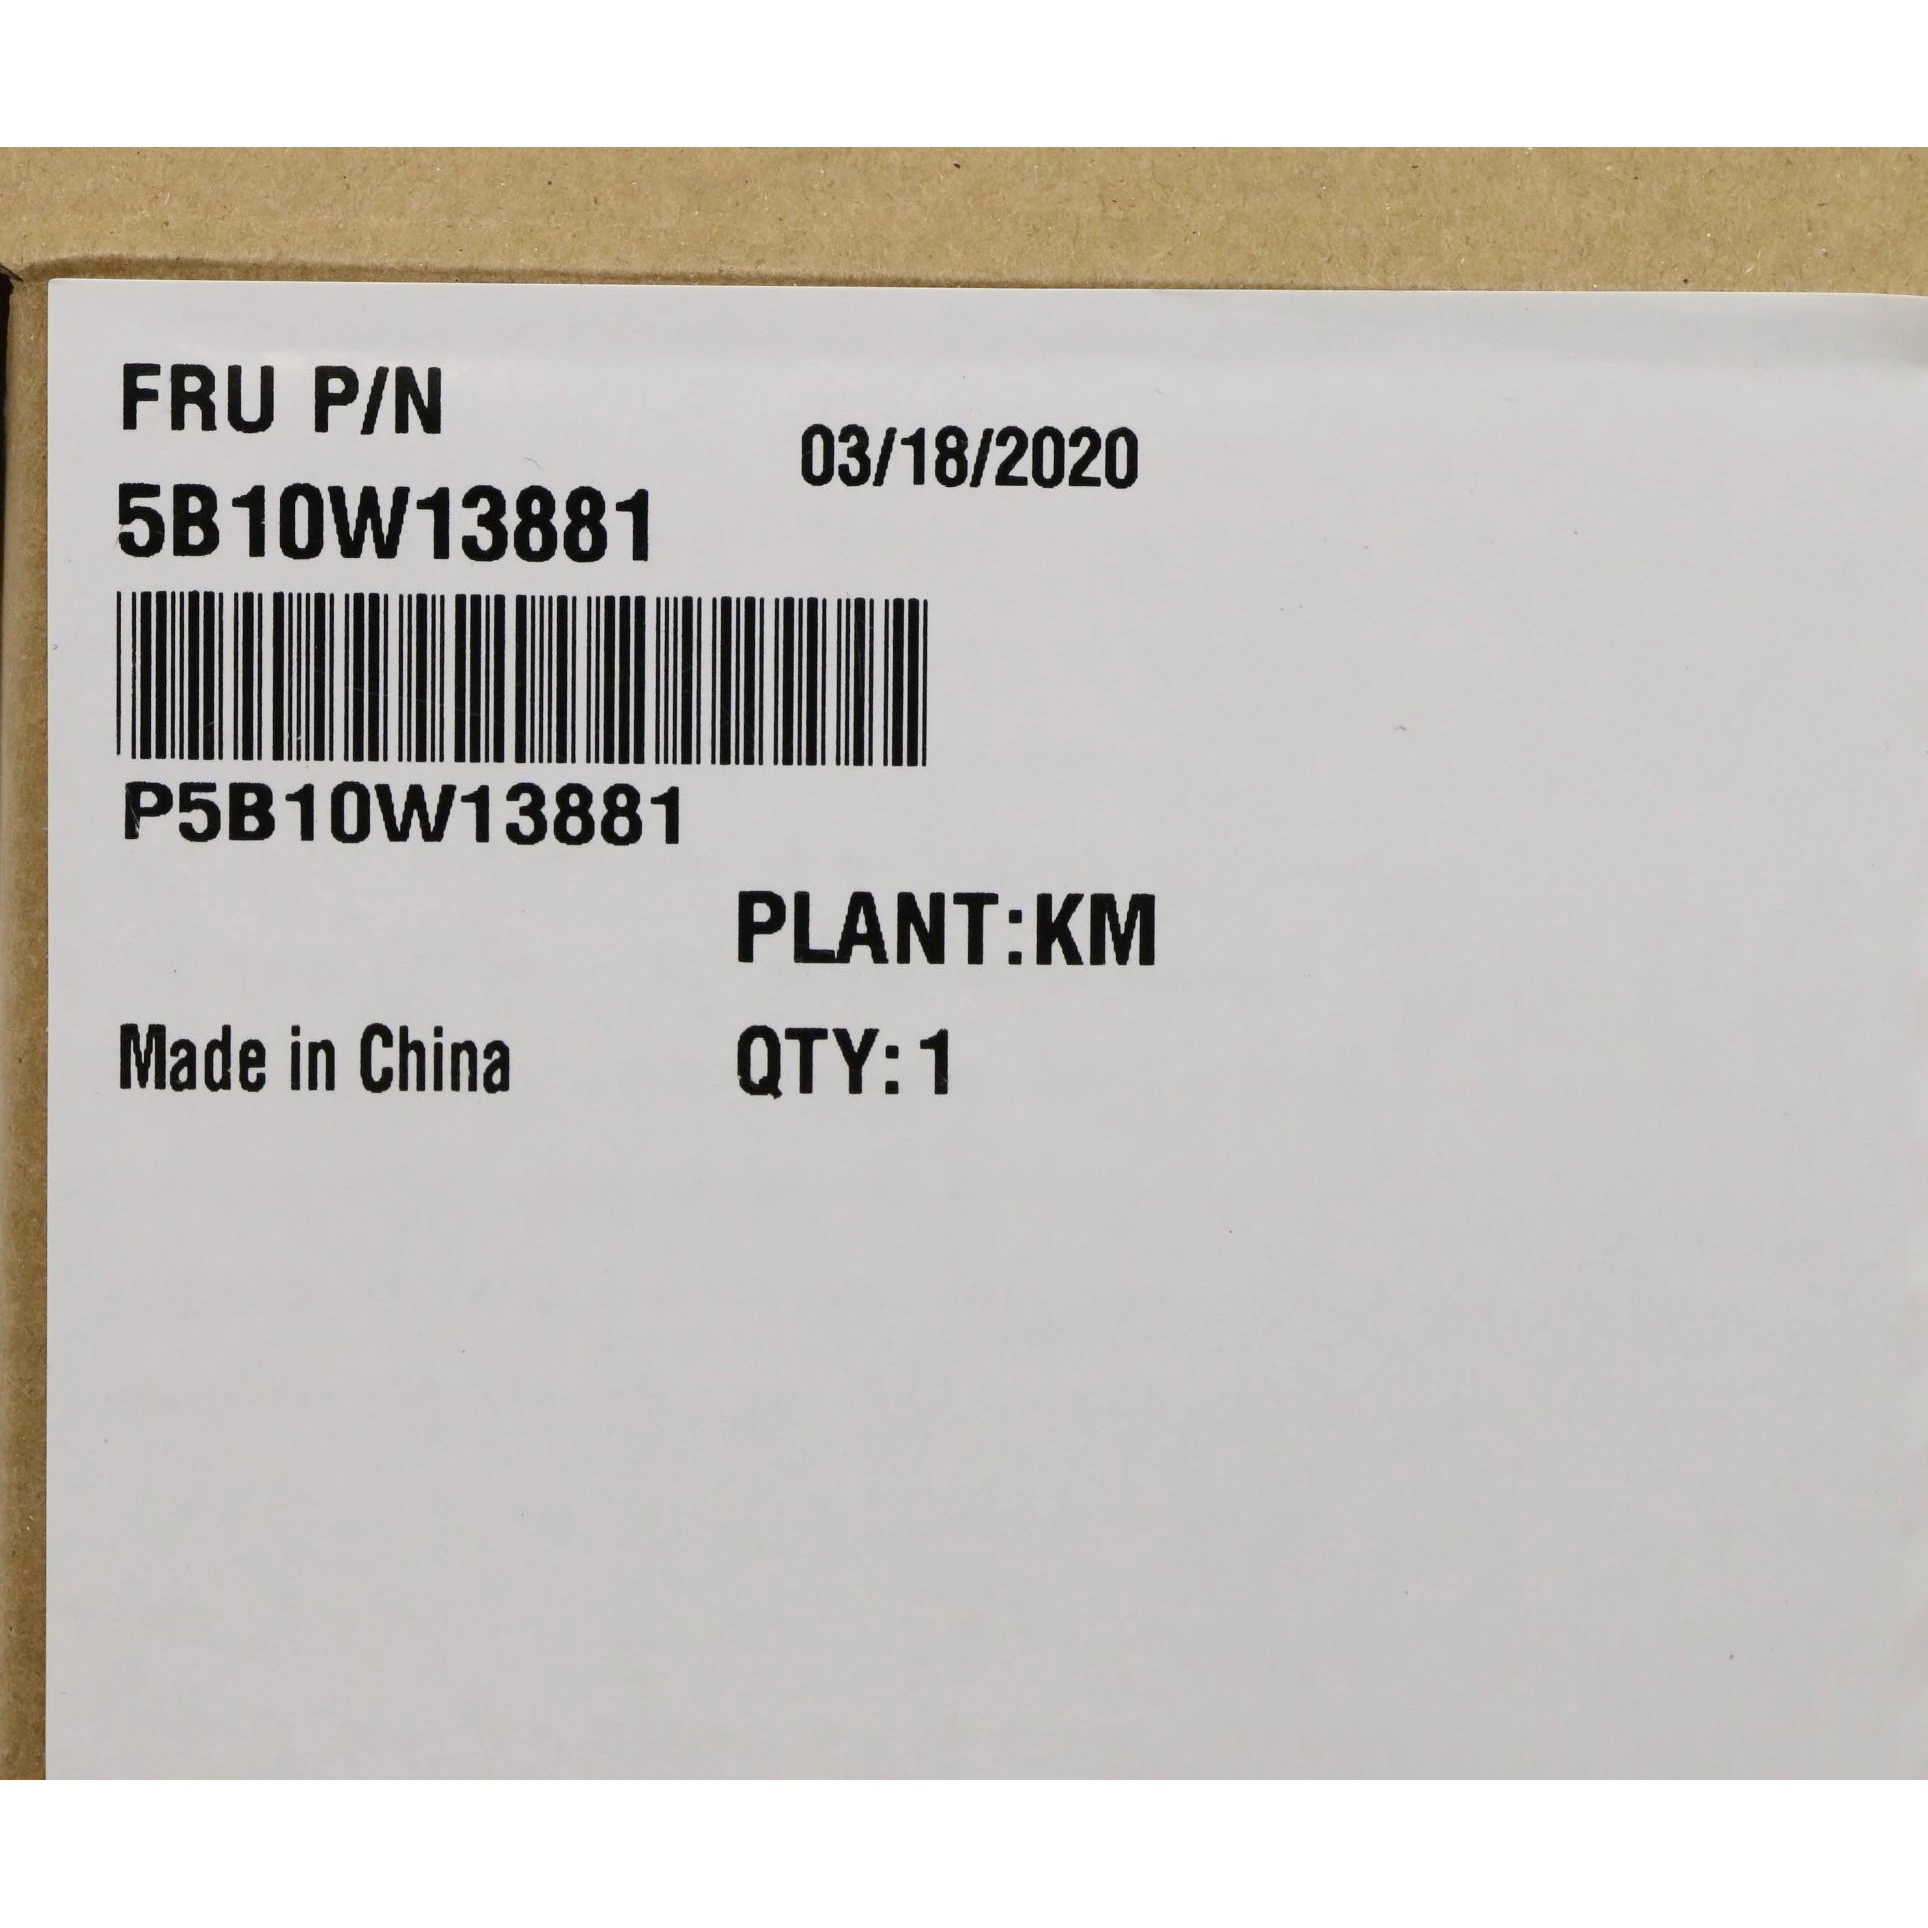 FRU P/N
03/18/2020
5B10W13881
P5B10W13881
PLANT:KM
Made in China
QTY: 1